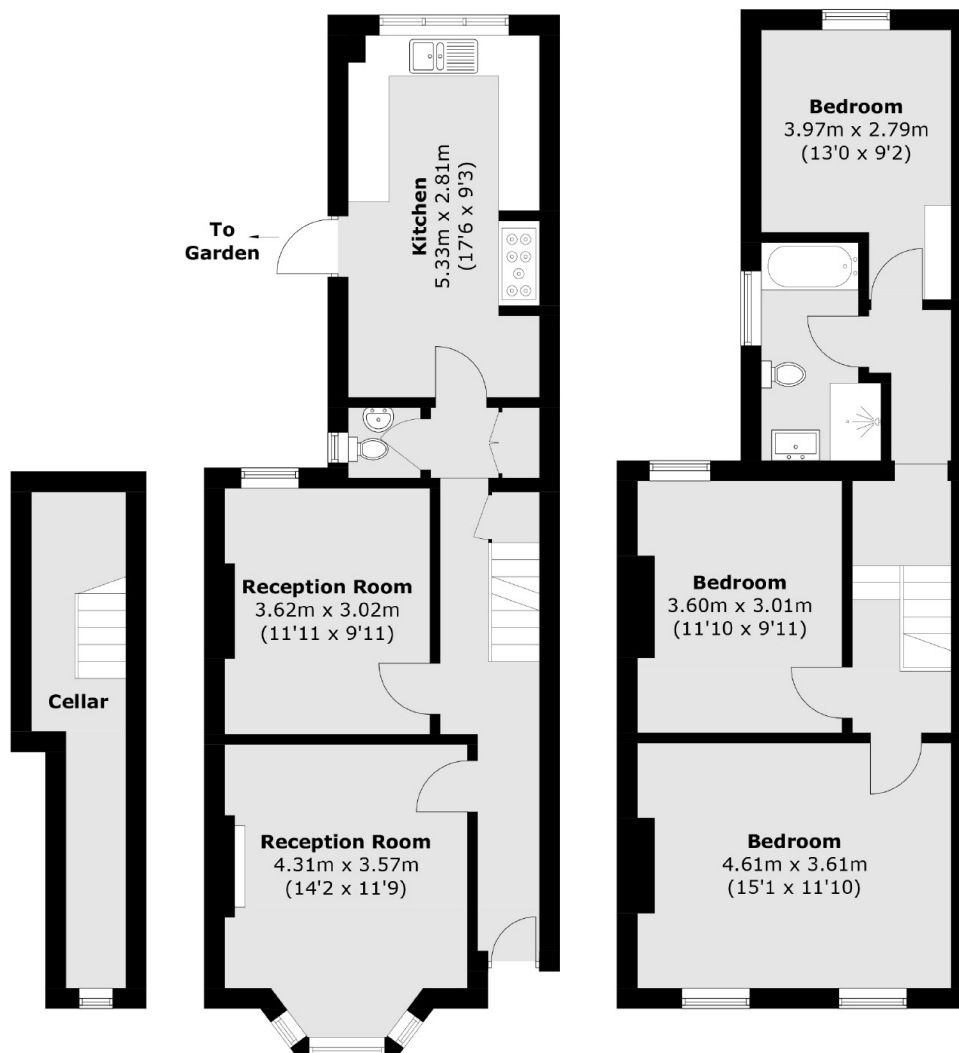 Cellar
To
Garden
Kitchen
5.33m x 2.81m
(17'6 x 9'3)
Reception Room
3.62m x 3.02m
(11'11 x 9'11)
Reception Room
4.31m x 3.57m
(14'2 x 11'9)
Bedroom
3.97m x 2.79m
(13'0 x 9'2)
Bedroom
3.60m x 3.01m
(11'10 x 9'11)
Bedroom
4.61m x 3.61m
(15'1 x 11'10)